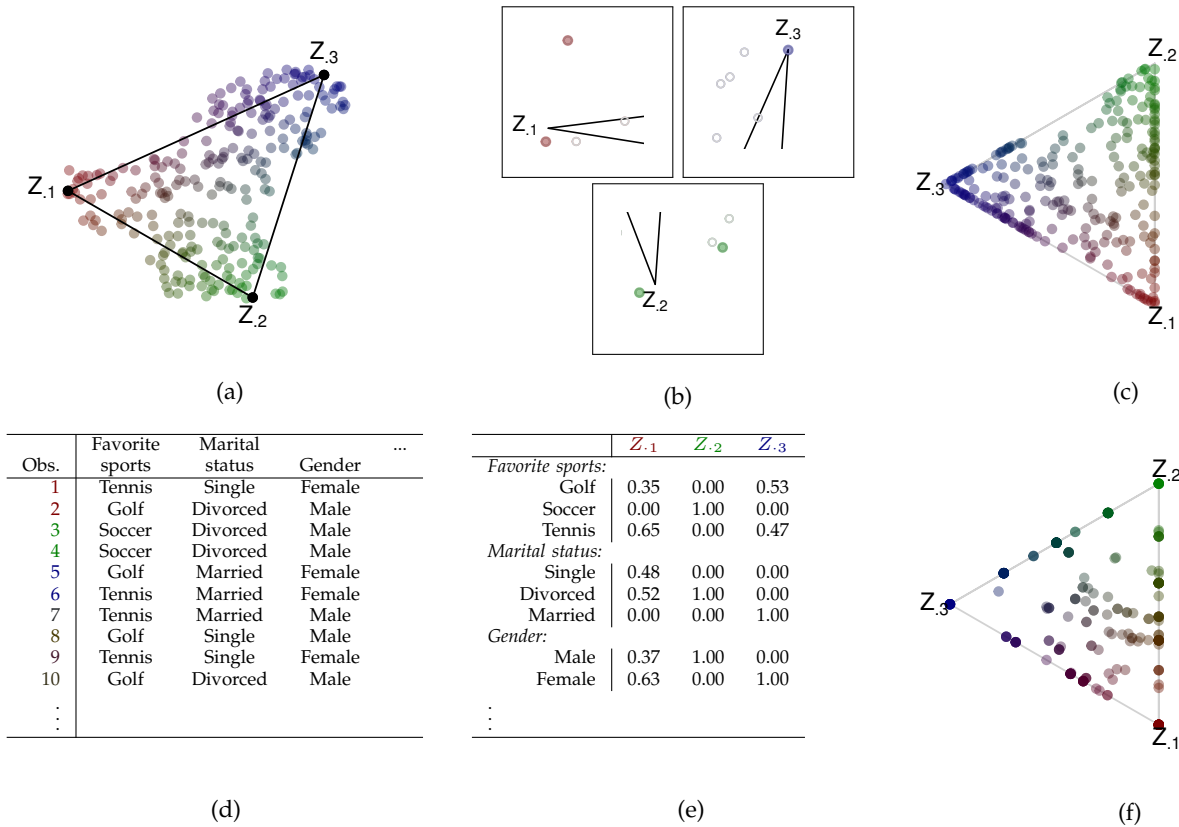 Z.3
Z.1
Z.2
(a)
Z.3
Z.1
Z.2
(b)
Z.2
Z.3
Z.1
(c)
Favorite Marital ...
Obs. sports status Gender
1 Tennis Single Female
2 Golf Divorced Male
3 Soccer Divorced Male
4 Soccer Divorced Male
5 Golf Married Female
6 Tennis Married Female
7 Tennis Married Male
8 Golf Single Male
9 Tennis Single Female
10 Golf Divorced Male
⋮
(d)
Z·1 Z·2 Z·3
Favorite sports:
Golf 0.35 0.00 0.53
Soccer 0.00 1.00 0.00
Tennis 0.65 0.00 0.47
Marital status:
Single 0.48 0.00 0.00
Divorced 0.52 1.00 0.00
Married 0.00 0.00 1.00
Gender:
Male 0.37 1.00 0.00
Female 0.63 0.00 1.00
⋮
(e)
Z.2
Z.3
Z.1
(f)